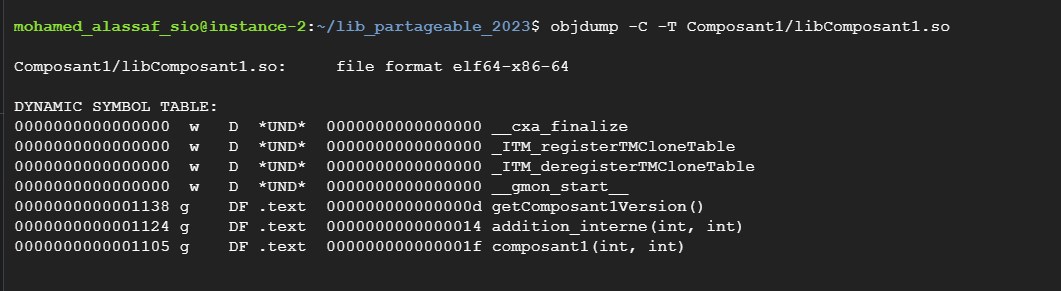 mohamed_alassaf_sio@instance-2:~/lib_partageable_2023$ objdump -C -T Composant1/libComposant1.so
Composant1/libComposant1.so:     file format elf64-x86-64
DYNAMIC SYMBOL TABLE:
0000000000000000  w   D  *UND*  0000000000000000 __cxa_finalize
0000000000000000  w   D  *UND*  0000000000000000 _ITM_registerTMCloneTable
0000000000000000  w   D  *UND*  0000000000000000 _ITM_deregisterTMCloneTable
0000000000000000  w   D  *UND*  0000000000000000 __gmon_start__
0000000000001138 g    DF .text  000000000000000d getComposant1Version()
0000000000001124 g    DF .text  0000000000000014 addition_interne(int, int)
0000000000001105 g    DF .text  000000000000001f composant1(int, int)